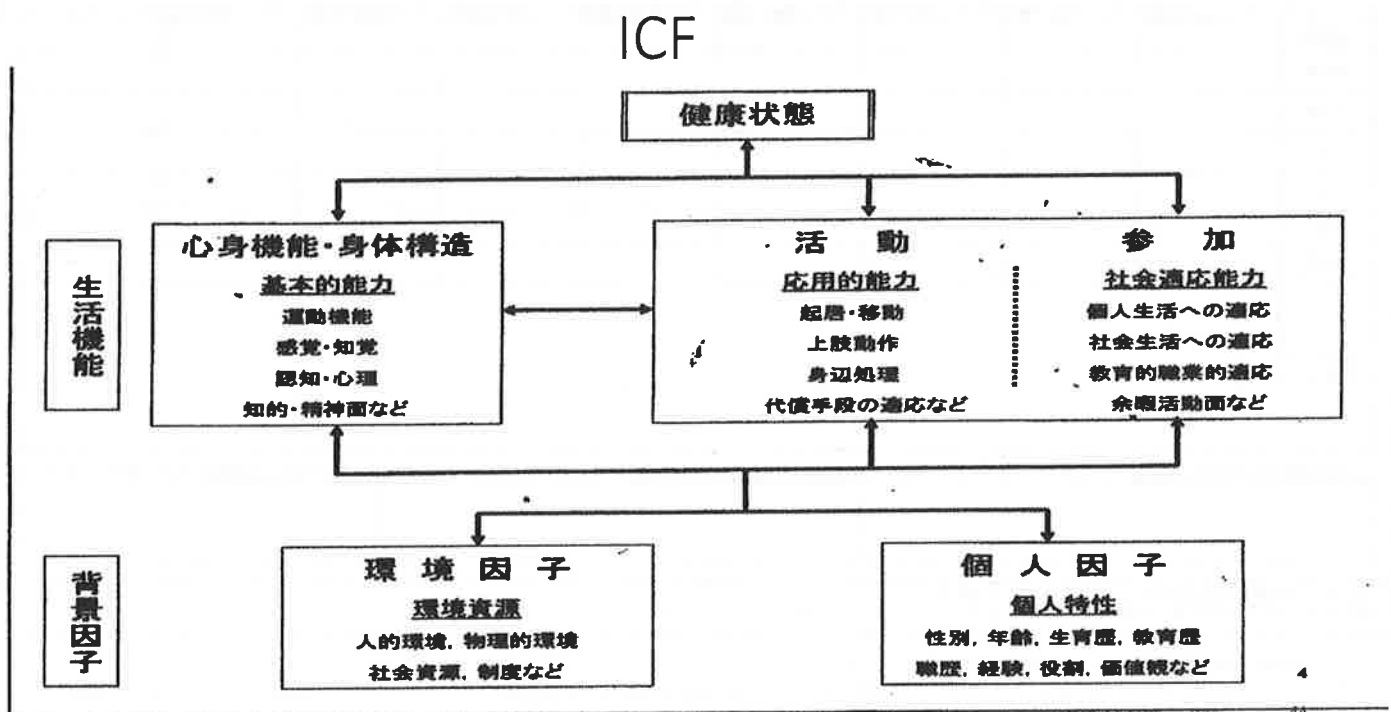 ICF
健康状態
生活機能
心身機能・身体構造
基本的能力
運動機能
感覚・知覚
認知・心理
知的・精神面など
活動
応用的能力
起居・移動
上肢動作
身辺処理
代償手段の適応など
参加
社会適応能力
個人生活への適応
社会生活への適応
教育的職業的適応
余暇活動面など
背景因子
環境因子
環境資源
人的環境, 物理的環境
社会資源, 制度など
個人因子
個人特性
性別, 年齢, 生育歴, 教育歴
職歴, 経験, 役割, 価値観など
4